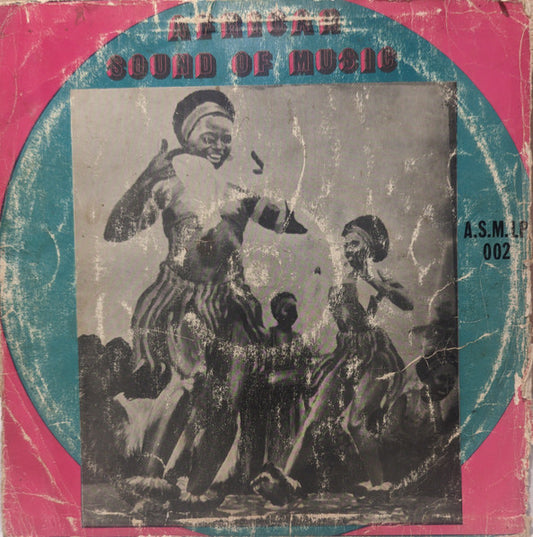 AFRICAN
SOUND OF MUSIC
A.S.M. LP
002